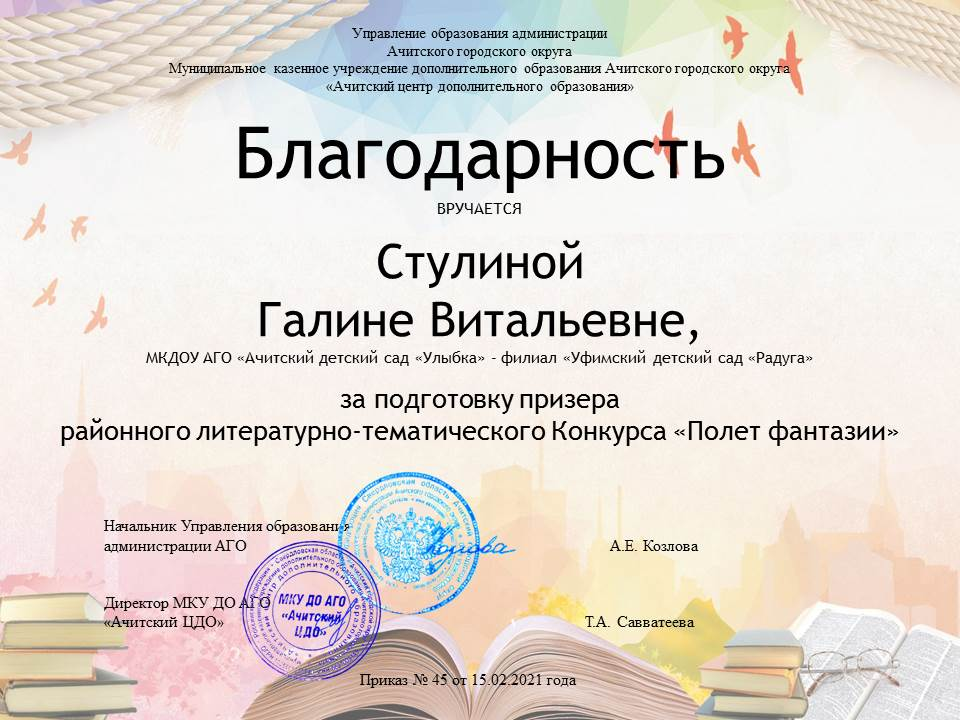 Управление образования администрации
Ачитского городского округа
Муниципальное казенное учреждение дополнительного образования Ачитского городского округа
«Ачитский центр дополнительного образования»
Благодарность
ВРУЧАЕТСЯ
Стулиной
Галине Витальевне,
МКДОУ АГО «Ачитский детский сад «Улыбка» – филиал «Уфимский детский сад «Радуга»
за подготовку призера
районного литературно-тематического Конкурса «Полет фантазии»
Начальник Управления образования
администрации АГО
А.Е. Козлова
Директор МКУ ДО АГО
«Ачитский ЦДО»
Т.А. Савватеева
МКУ ДО АГО
«Ачитский
ЦДО»
Приказ № 45 от 15.02.2021 года